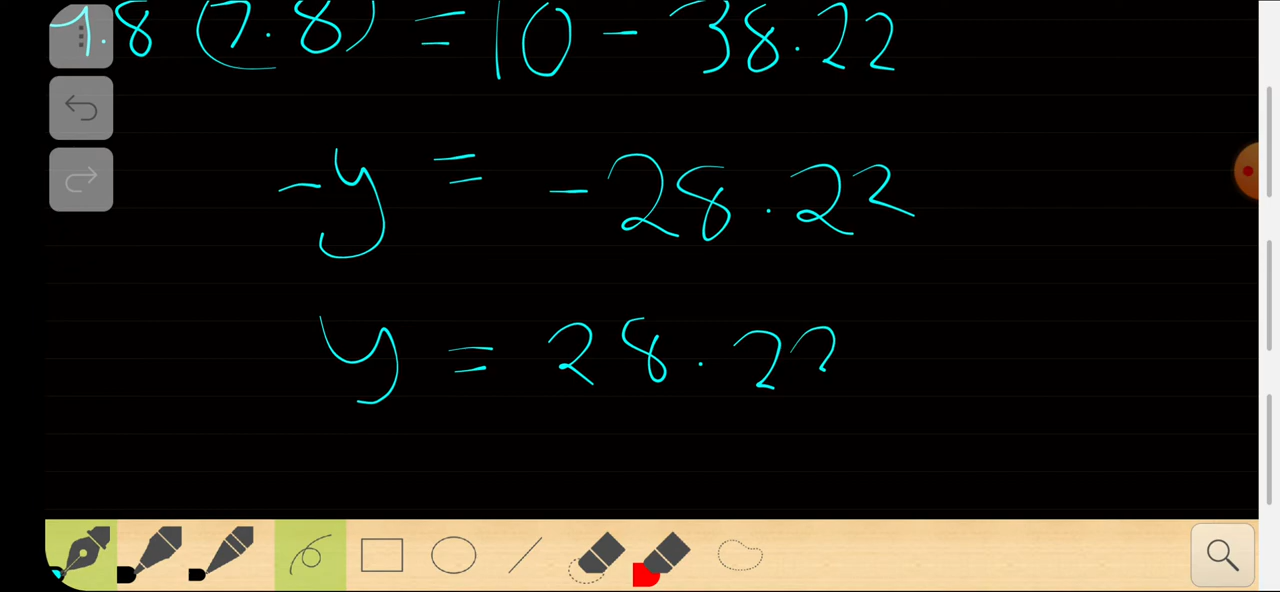 1.8 (7.8) = 10 - 38.22
-y = - 28.22
y = 28.22